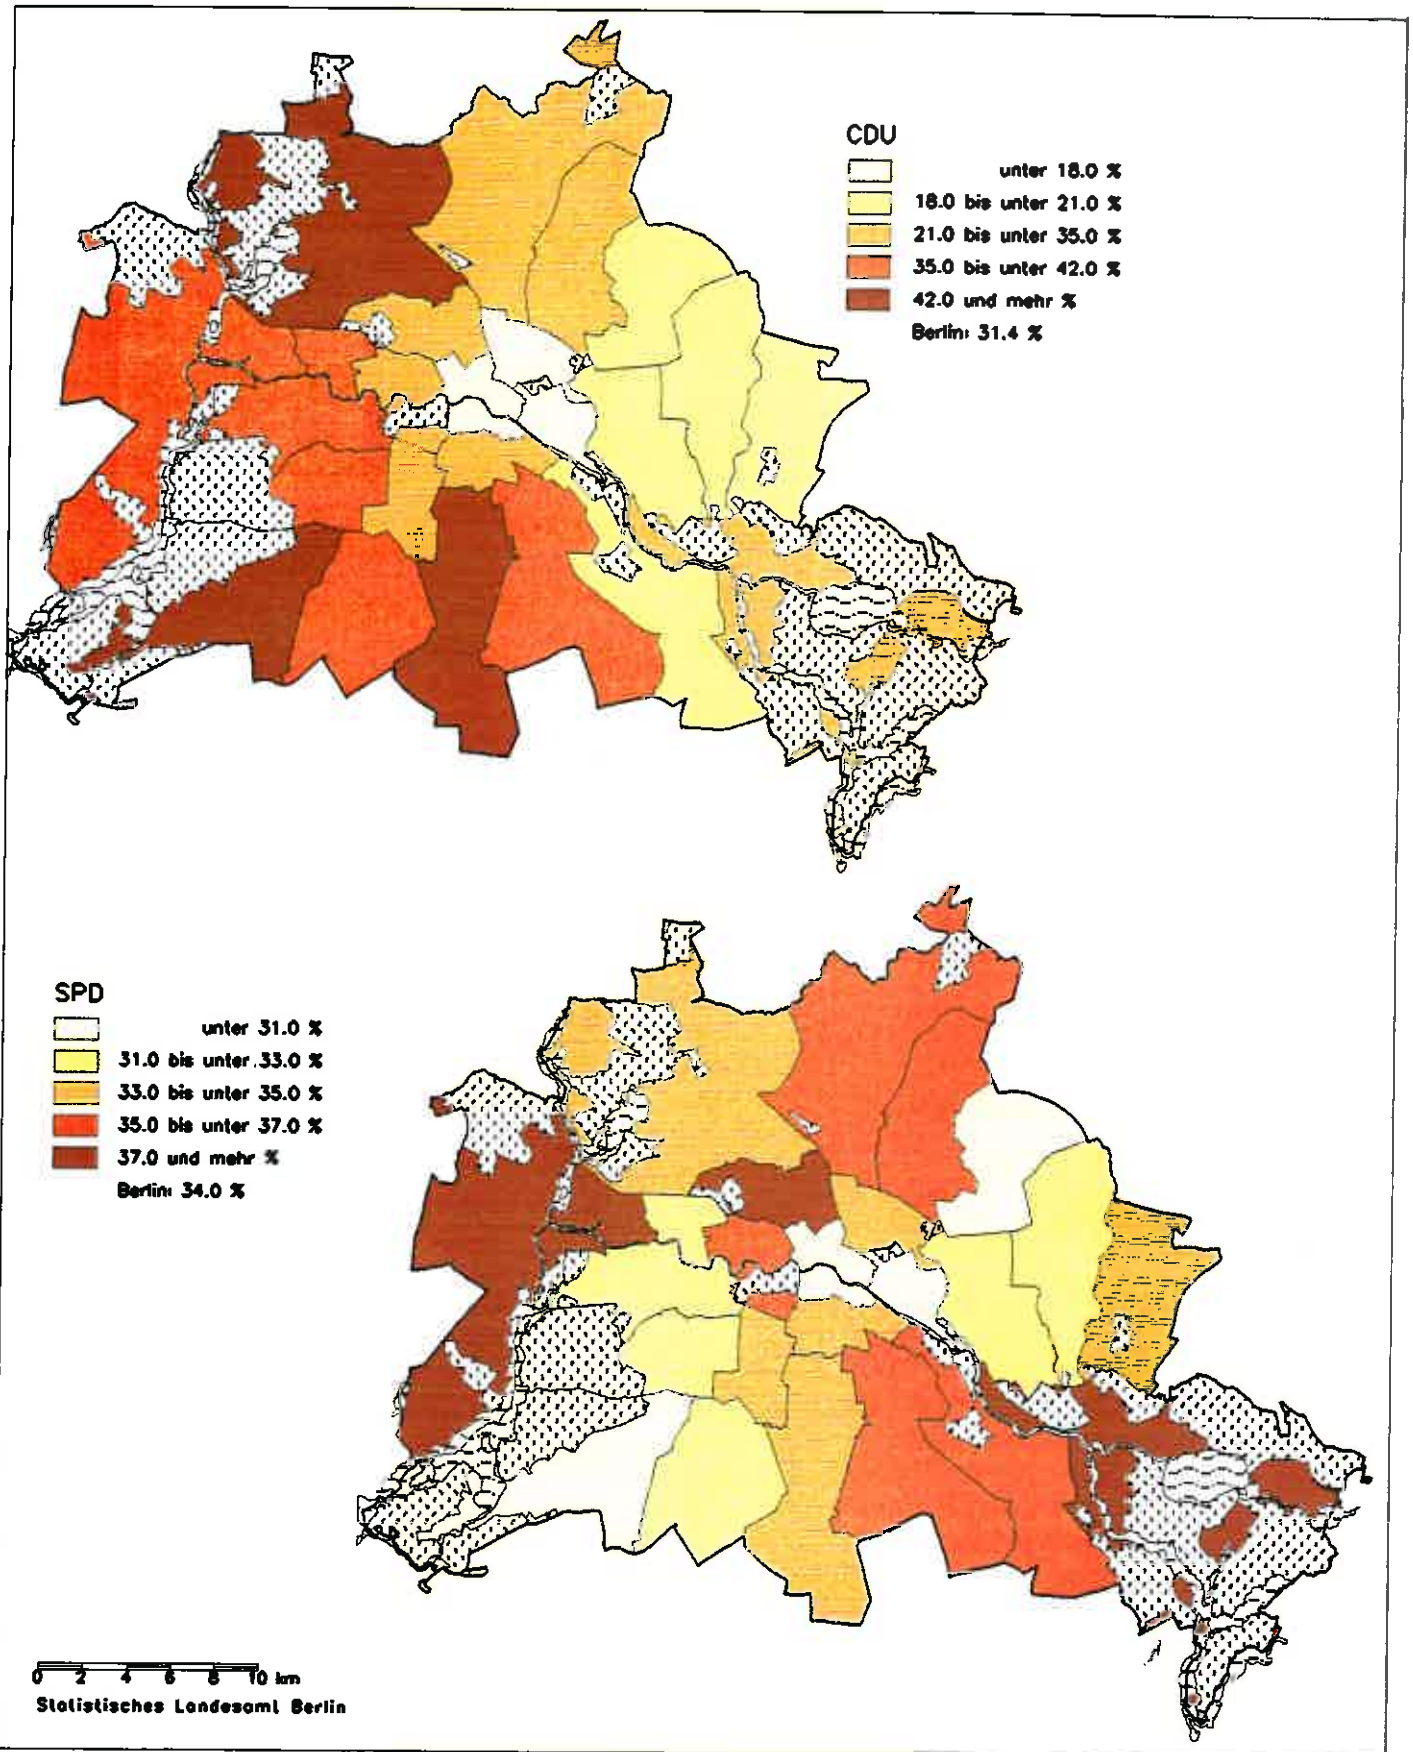 CDU
unter 18.0 %
18.0 bis unter 21.0 %
21.0 bis unter 35.0 %
35.0 bis unter 42.0 %
42.0 und mehr %
Berlin: 31.4 %
SPD
unter 31.0 %
31.0 bis unter 33.0 %
33.0 bis unter 35.0 %
35.0 bis unter 37.0 %
37.0 und mehr %
Berlin: 34.0 %
0 2 4 6 8 10 km
Statistisches Landesamt Berlin